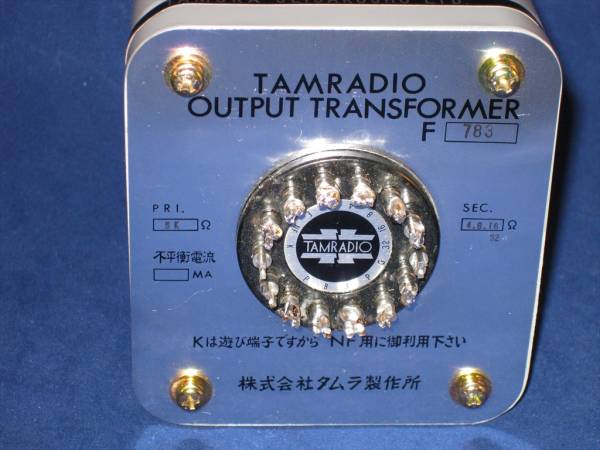 TAMRADIO
OUTPUT TRANSFORMER
F 783
PRI.
5K Ω
SEC.
4.8.16 Ω
32
不平衡電流
MA
TAMRADIO
Kは遊び端子ですから NF用に御利用下さい
株式会社タムラ製作所